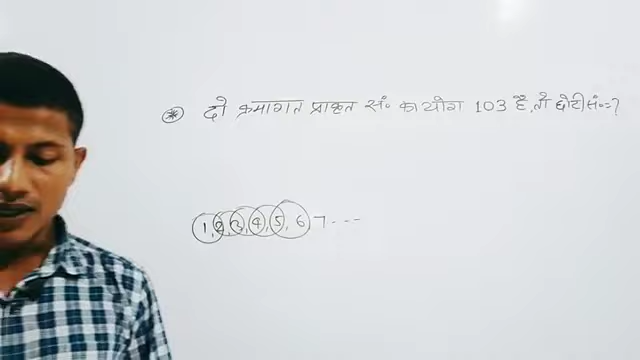 * दो क्रमागत प्राकृत सं० का योग 103 है, तो छोटी सं० = ?
1, 2, 3, 4, 5, 6, 7 ---